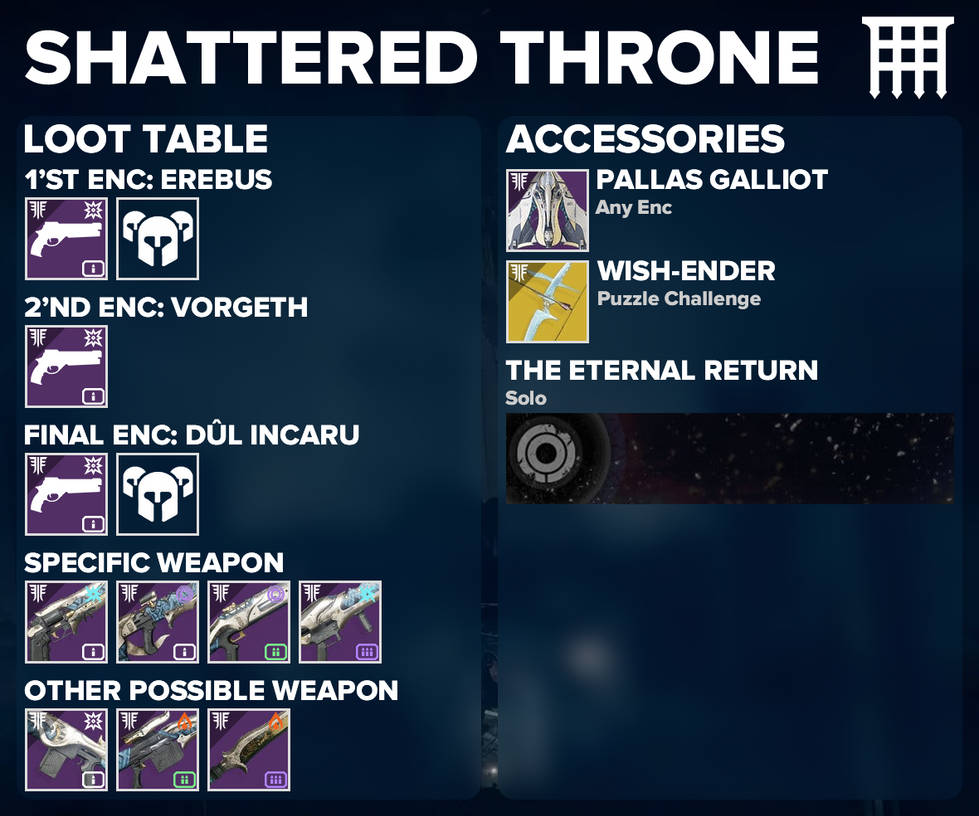 SHATTERED THRONE
LOOT TABLE
1'ST ENC: EREBUS
2'ND ENC: VORGETH
FINAL ENC: DÛL INCARU
SPECIFIC WEAPON
OTHER POSSIBLE WEAPON
ACCESSORIES
PALLAS GALLIOT
Any Enc
WISH-ENDER
Puzzle Challenge
THE ETERNAL RETURN
Solo